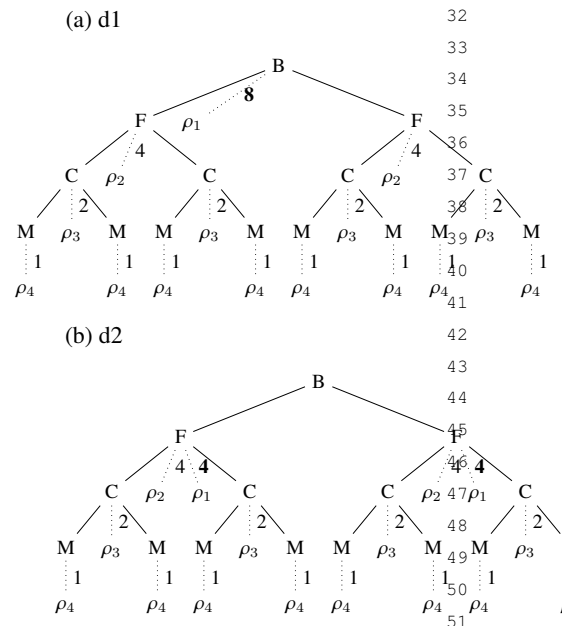 32
(a) d1
33
B
34
8
35
F ρ₁ F
36
4 4
C ρ₂ C C ρ₂ 37 C
2 2 2 38 2
M ρ₃ M M ρ₃ M M ρ₃ M M 39 ρ₃ M
1 1 1 1 1 1 1 1
40
ρ₄ ρ₄ ρ₄ ρ₄ ρ₄ ρ₄ ρ₄ ρ₄
41
(b) d2 42
43
B
44
F F 45
4 4 4 4 46
C ρ₂ ρ₁ C C ρ₂ 47 ρ₁ C
2 2 2 48 2
M ρ₃ M M ρ₃ M M ρ₃ M 49 M ρ₃
1 1 1 1 1 1 50 1
ρ₄ ρ₄ ρ₄ ρ₄ ρ₄ ρ₄ ρ₄
51